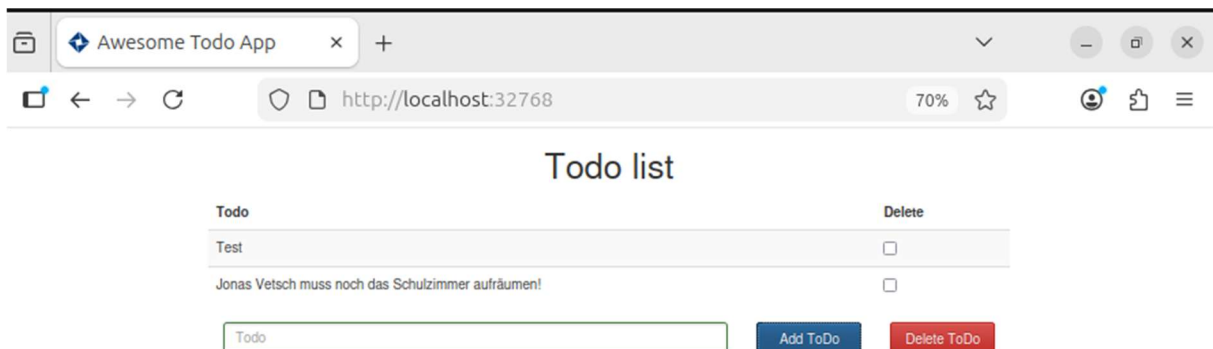 Awesome Todo App
http://localhost:32768 70%
Todo list
Todo Delete
Test
Jonas Vetsch muss noch das Schulzimmer aufräumen!
Todo Add ToDo Delete ToDo